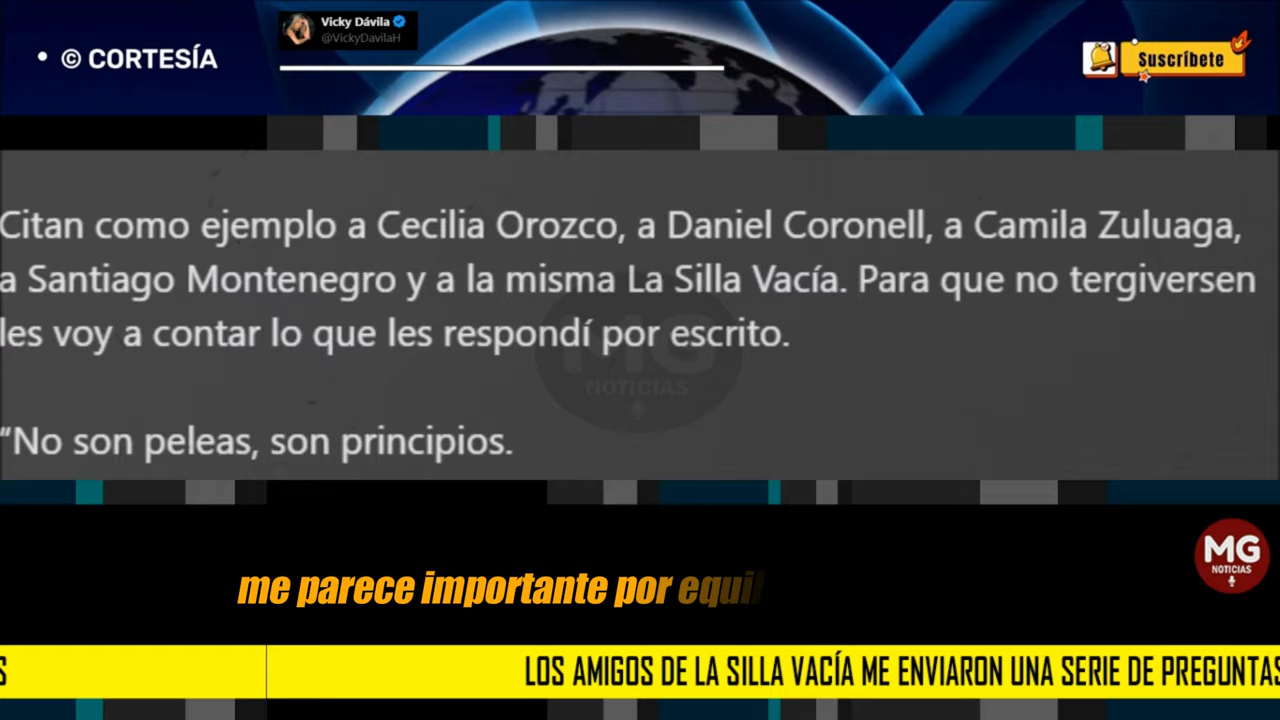 • © CORTESÍA
Vicky Dávila
@VickyDavilaH
Suscríbete
Citan como ejemplo a Cecilia Orozco, a Daniel Coronell, a Camila Zuluaga,
a Santiago Montenegro y a la misma La Silla Vacía. Para que no tergiversen
les voy a contar lo que les respondí por escrito.
MG
NOTICIAS
“No son peleas, son principios.
me parece importante por equi
MG
NOTICIAS
S
LOS AMIGOS DE LA SILLA VACÍA ME ENVIARON UNA SERIE DE PREGUNTAS